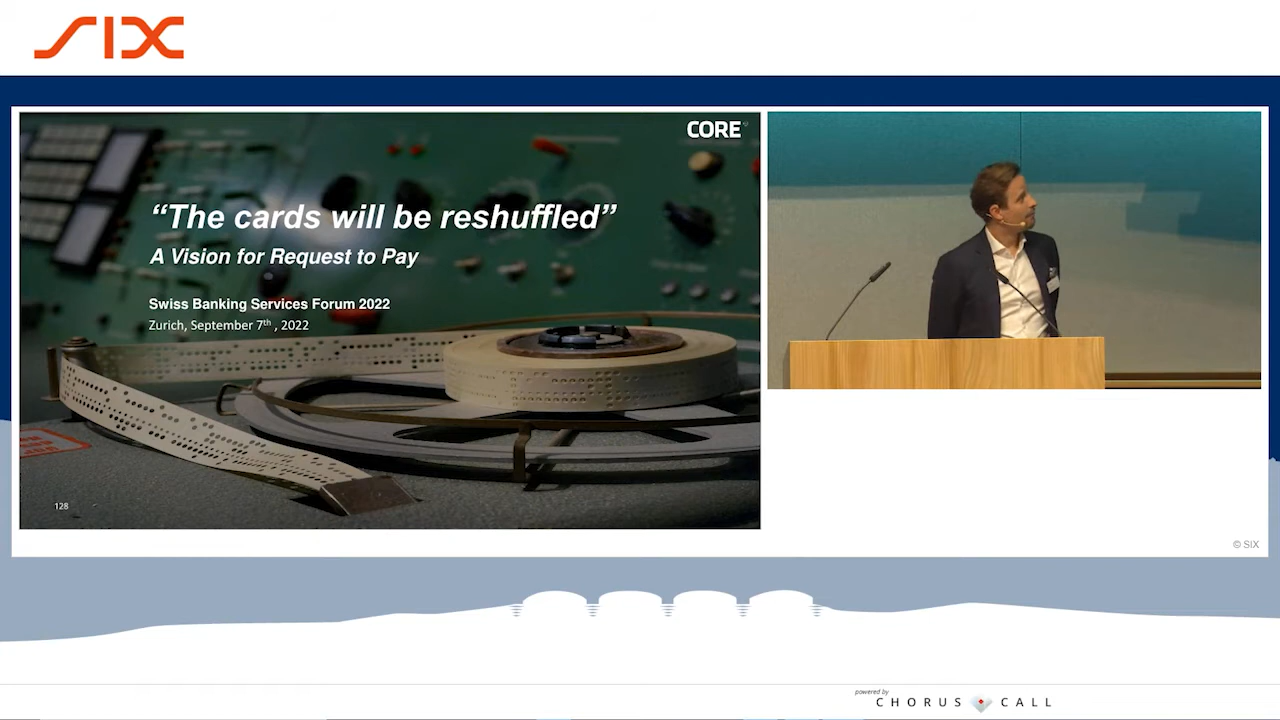 SIX
CORE
“The cards will be reshuffled”
A Vision for Request to Pay
Swiss Banking Services Forum 2022
Zurich, September 7th , 2022
128
© SIX
powered by
CHORUS CALL